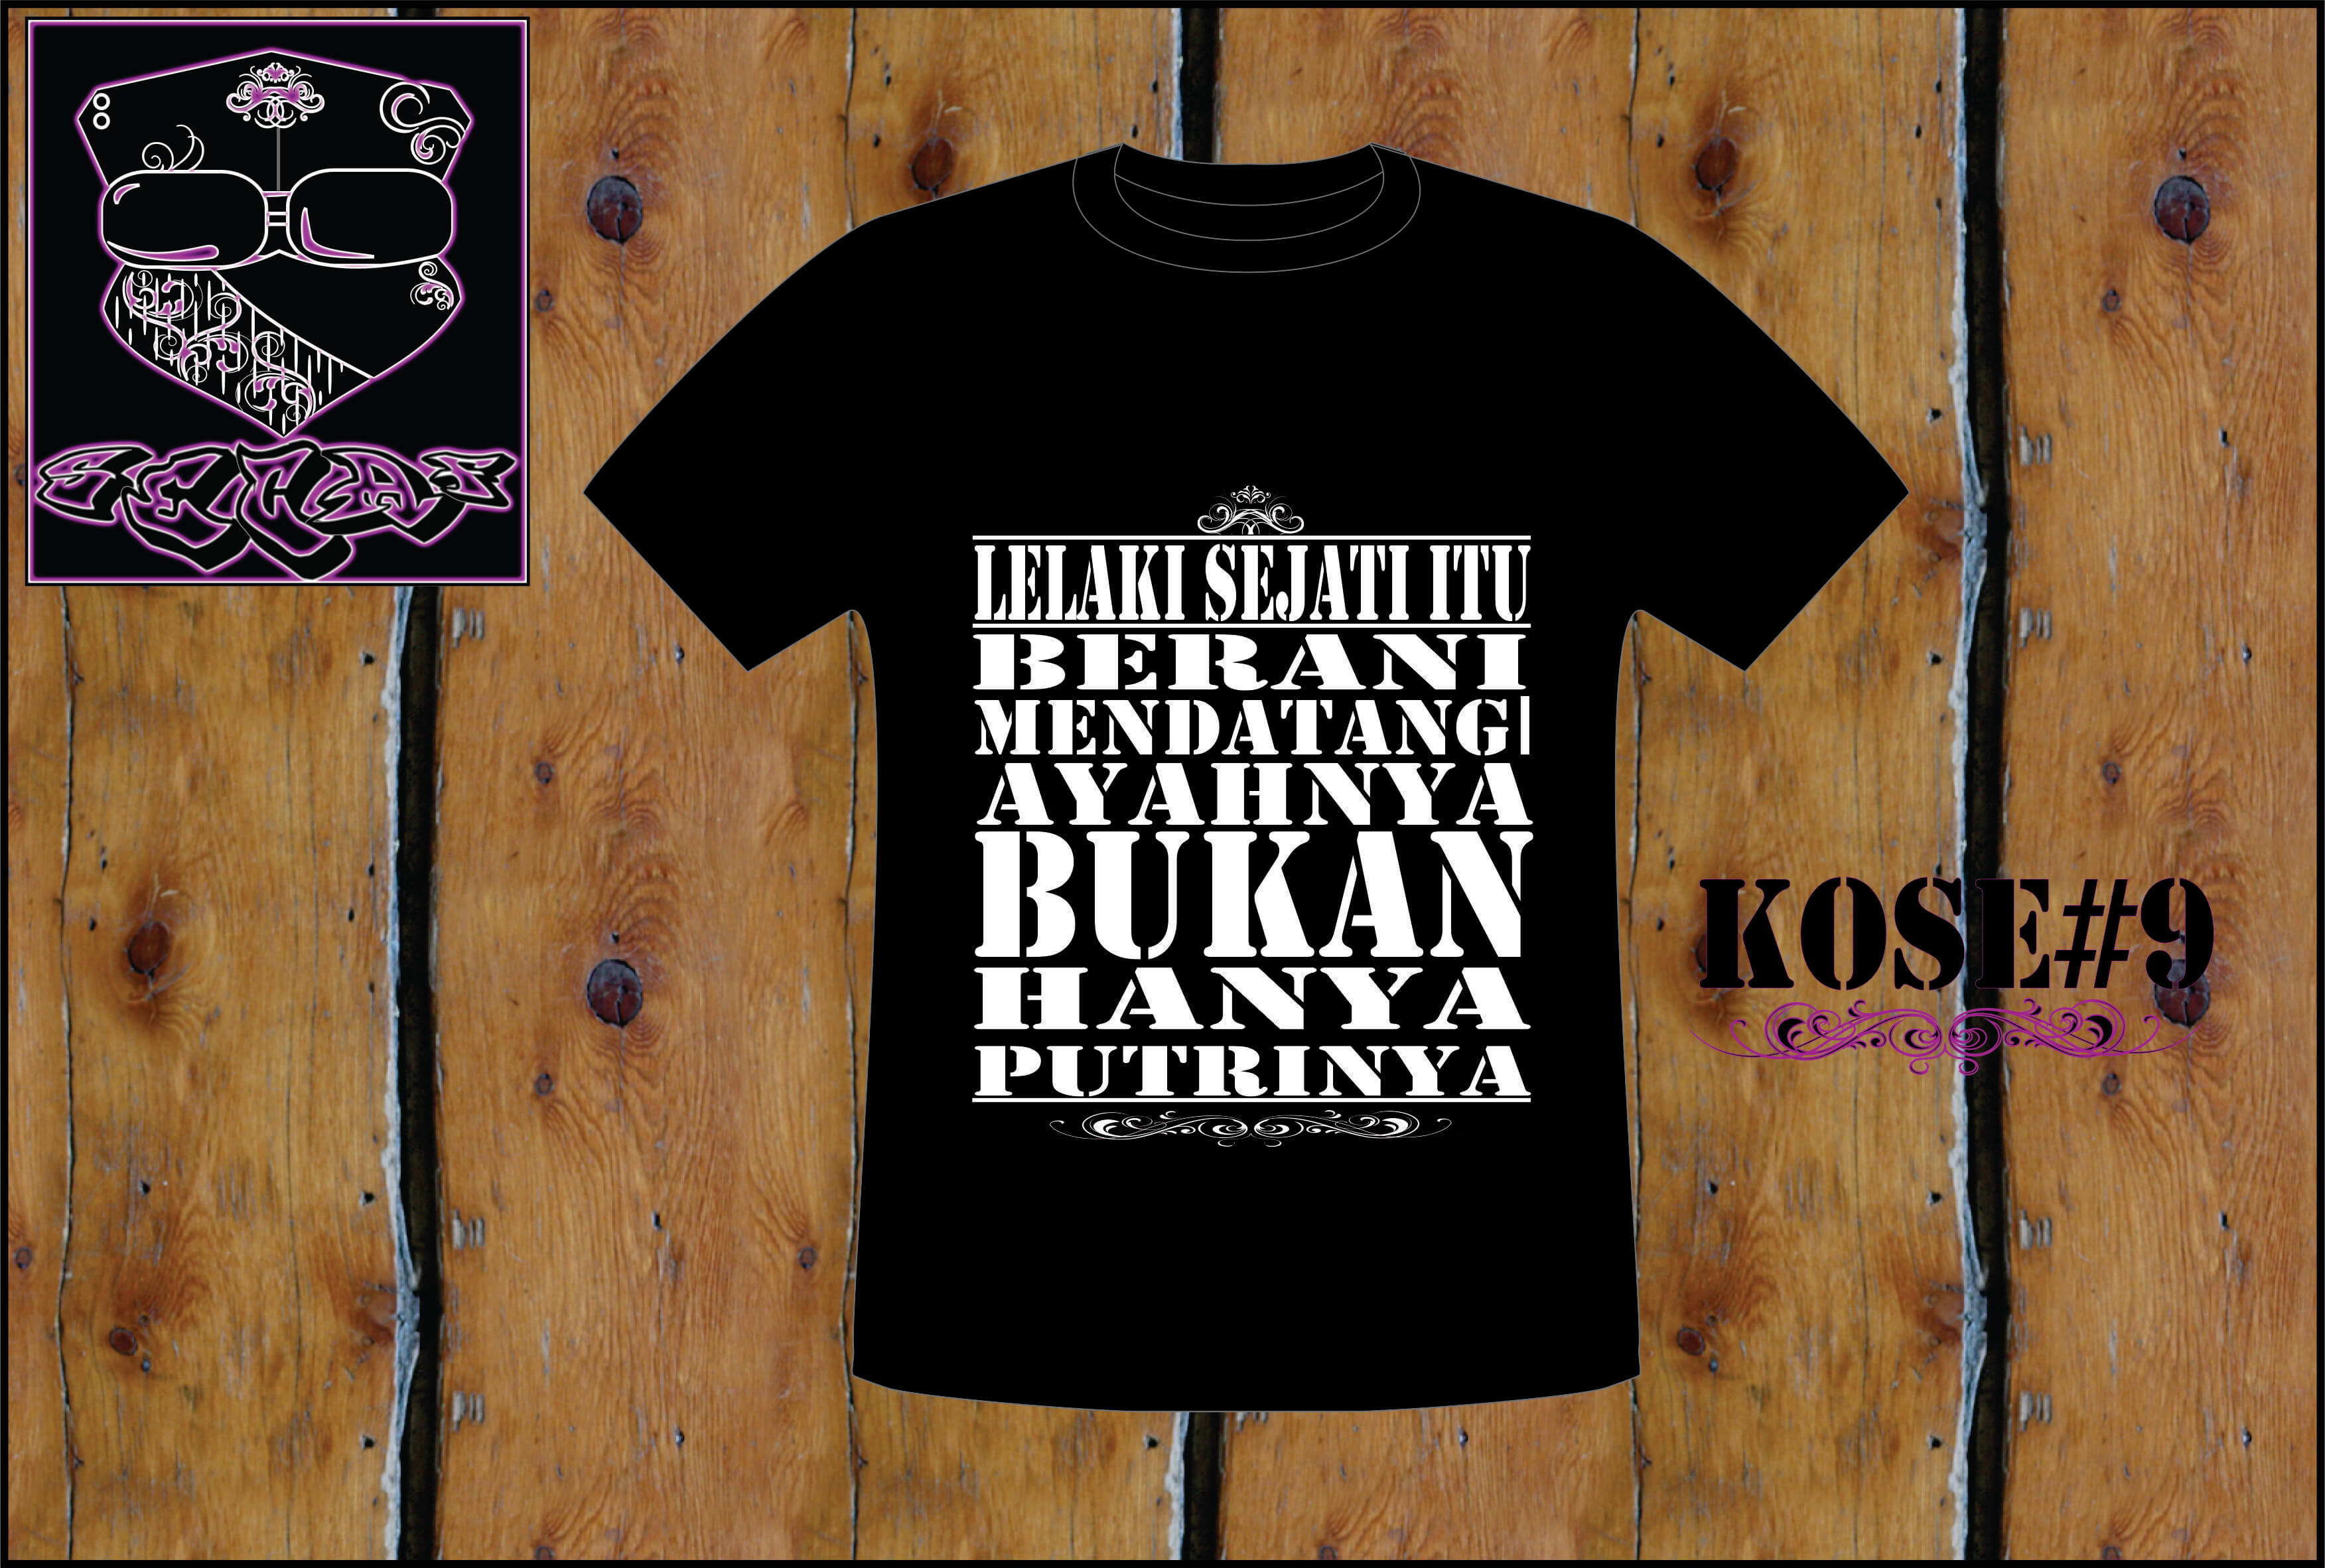 LELAKI SEJATI ITU
BERANI
MENDATANGI
AYAHNYA
BUKAN
HANYA
PUTRINYA
KOSE#9